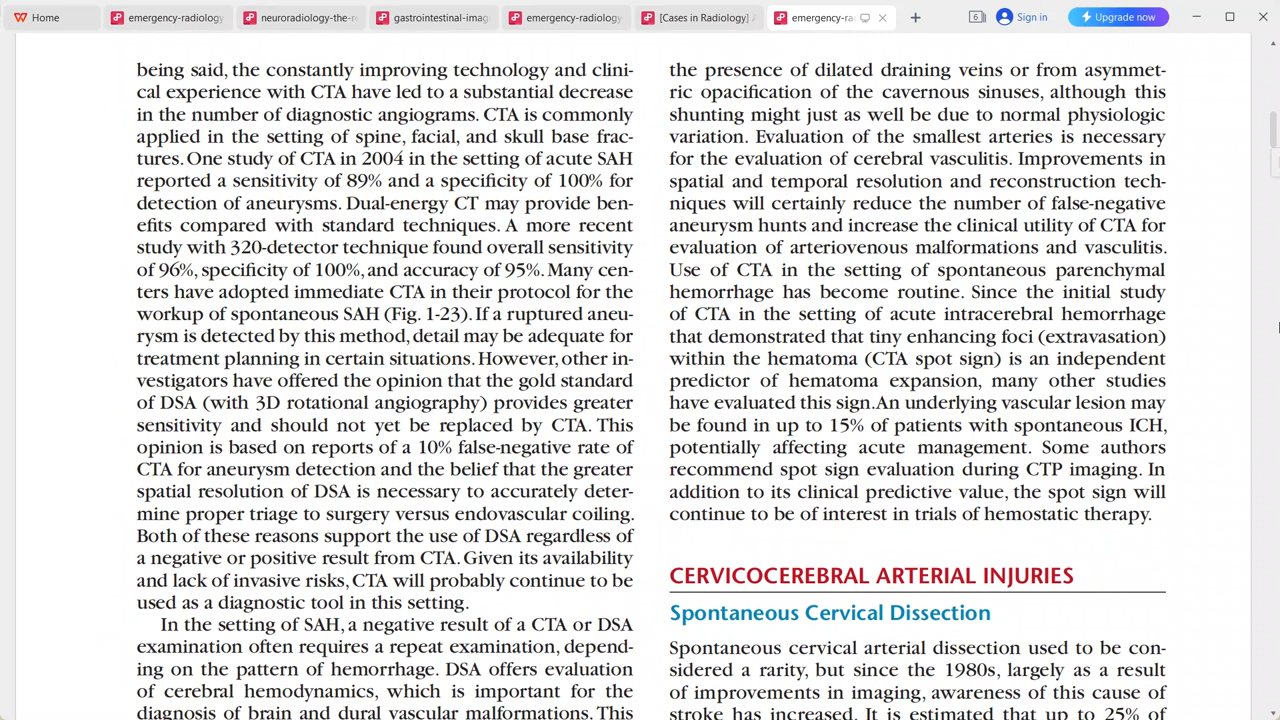 Home
emergency-radiology
neuroradiology-the-r
gastrointestinal-imag
emergency-radiology
[Cases in Radiology]
emergency-ra
6
Sign in
Upgrade now
being said, the constantly improving technology and clini-
cal experience with CTA have led to a substantial decrease
in the number of diagnostic angiograms. CTA is commonly
applied in the setting of spine, facial, and skull base frac-
tures. One study of CTA in 2004 in the setting of acute SAH
reported a sensitivity of 89% and a specificity of 100% for
detection of aneurysms. Dual-energy CT may provide ben-
efits compared with standard techniques. A more recent
study with 320-detector technique found overall sensitivity
of 96%, specificity of 100%, and accuracy of 95%. Many cen-
ters have adopted immediate CTA in their protocol for the
workup of spontaneous SAH (Fig. 1-23). If a ruptured aneu-
rysm is detected by this method, detail may be adequate for
treatment planning in certain situations. However, other in-
vestigators have offered the opinion that the gold standard
of DSA (with 3D rotational angiography) provides greater
sensitivity and should not yet be replaced by CTA. This
opinion is based on reports of a 10% false-negative rate of
CTA for aneurysm detection and the belief that the greater
spatial resolution of DSA is necessary to accurately deter-
mine proper triage to surgery versus endovascular coiling.
Both of these reasons support the use of DSA regardless of
a negative or positive result from CTA. Given its availability
and lack of invasive risks, CTA will probably continue to be
used as a diagnostic tool in this setting.
In the setting of SAH, a negative result of a CTA or DSA
examination often requires a repeat examination, depend-
ing on the pattern of hemorrhage. DSA offers evaluation
of cerebral hemodynamics, which is important for the
diagnosis of brain and dural vascular malformations. This
the presence of dilated draining veins or from asymmet-
ric opacification of the cavernous sinuses, although this
shunting might just as well be due to normal physiologic
variation. Evaluation of the smallest arteries is necessary
for the evaluation of cerebral vasculitis. Improvements in
spatial and temporal resolution and reconstruction tech-
niques will certainly reduce the number of false-negative
aneurysm hunts and increase the clinical utility of CTA for
evaluation of arteriovenous malformations and vasculitis.
Use of CTA in the setting of spontaneous parenchymal
hemorrhage has become routine. Since the initial study
of CTA in the setting of acute intracerebral hemorrhage
that demonstrated that tiny enhancing foci (extravasation)
within the hematoma (CTA spot sign) is an independent
predictor of hematoma expansion, many other studies
have evaluated this sign. An underlying vascular lesion may
be found in up to 15% of patients with spontaneous ICH,
potentially affecting acute management. Some authors
recommend spot sign evaluation during CTP imaging. In
addition to its clinical predictive value, the spot sign will
continue to be of interest in trials of hemostatic therapy.
CERVICOCEREBRAL ARTERIAL INJURIES
Spontaneous Cervical Dissection
Spontaneous cervical arterial dissection used to be con-
sidered a rarity, but since the 1980s, largely as a result
of improvements in imaging, awareness of this cause of
stroke has increased. It is estimated that up to 25% of